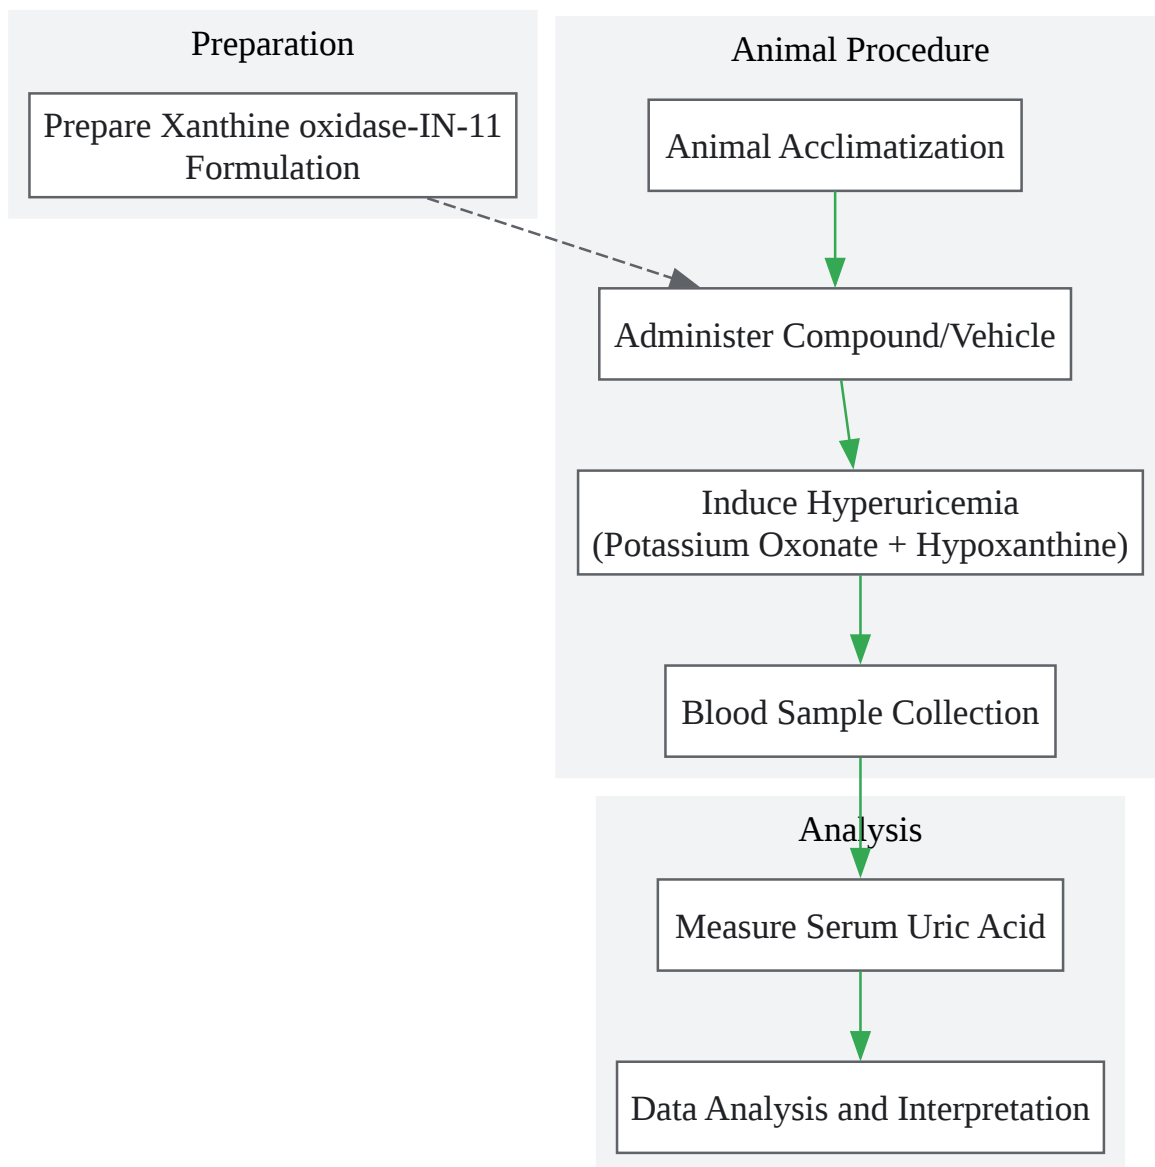 Preparation
Prepare Xanthine oxidase-IN-11
Formulation
Animal Procedure
Animal Acclimatization
Administer Compound/Vehicle
Induce Hyperuricemia
(Potassium Oxonate + Hypoxanthine)
Blood Sample Collection
Analysis
Measure Serum Uric Acid
Data Analysis and Interpretation